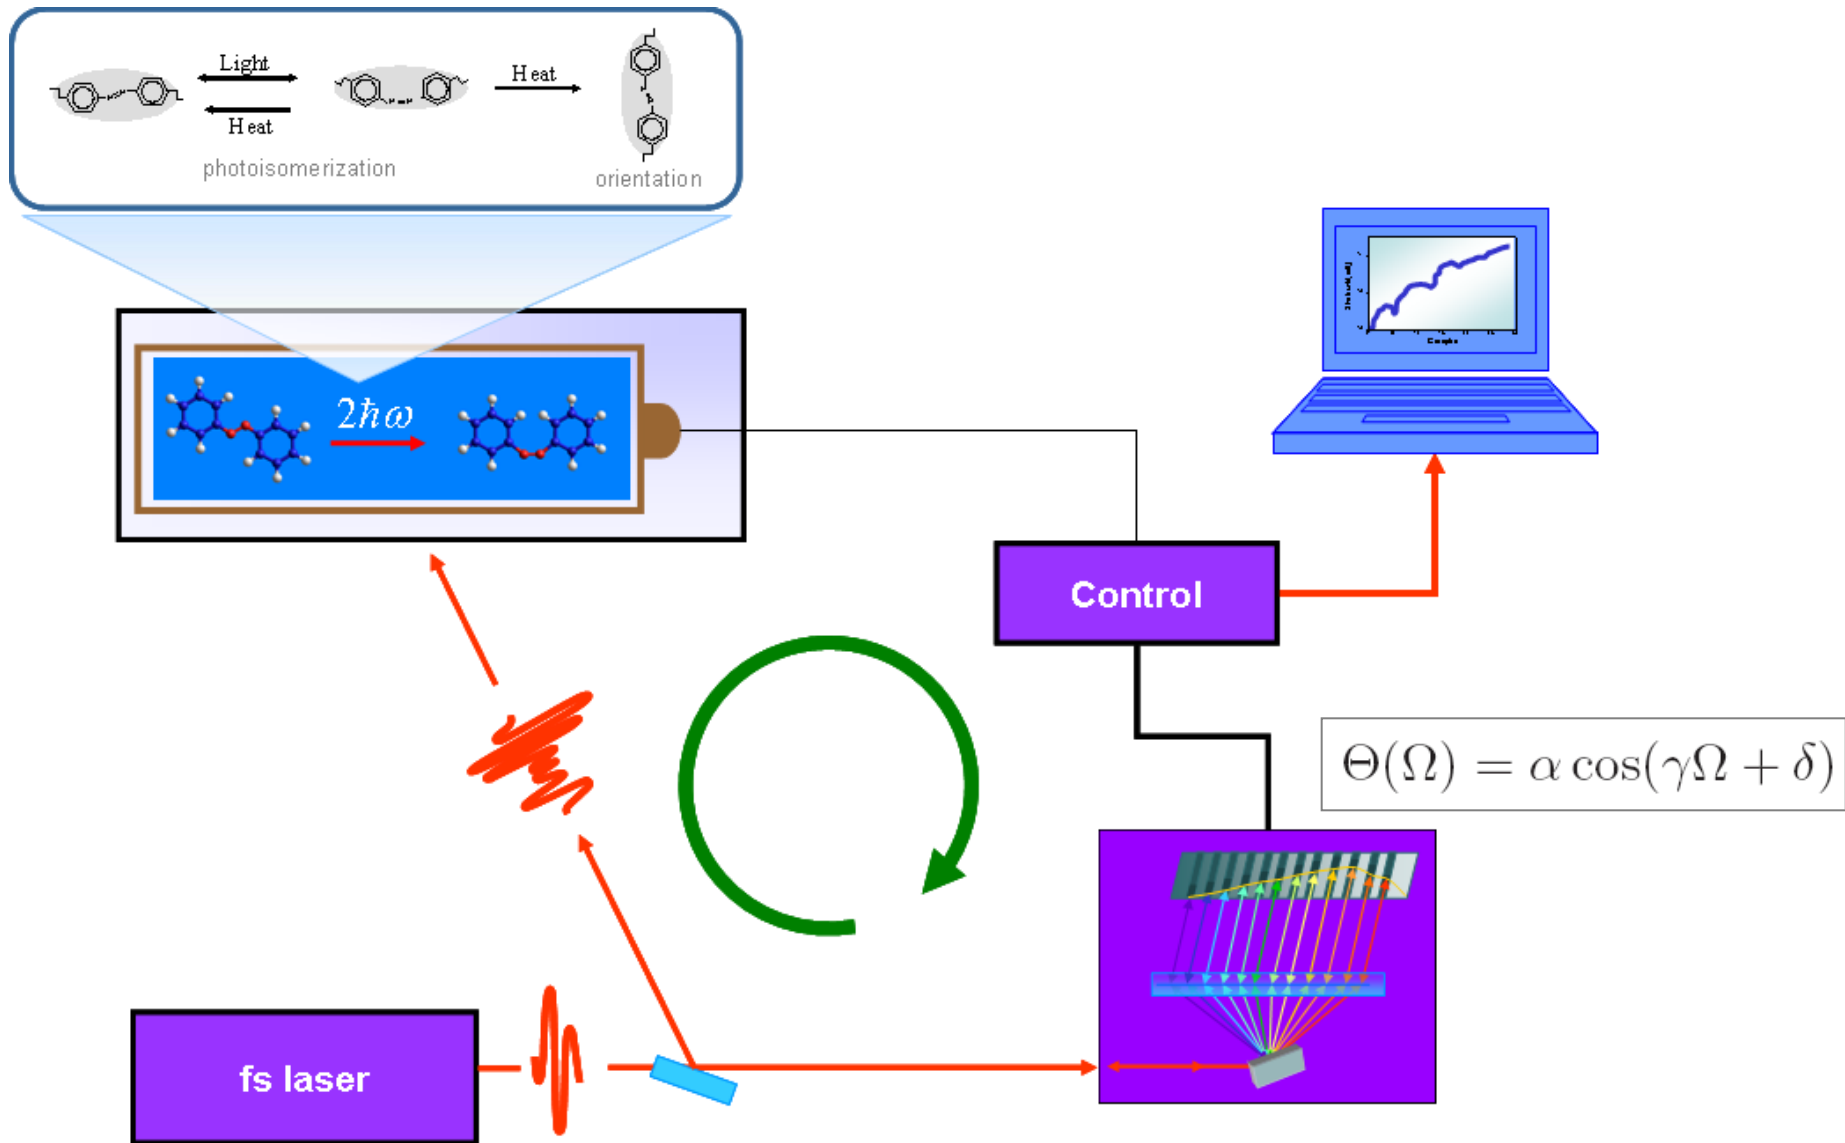 Light
Heat
Heat
photoisomerization
orientation
2ℏω
Control
Θ(Ω) = α cos(γΩ + δ)
fs laser